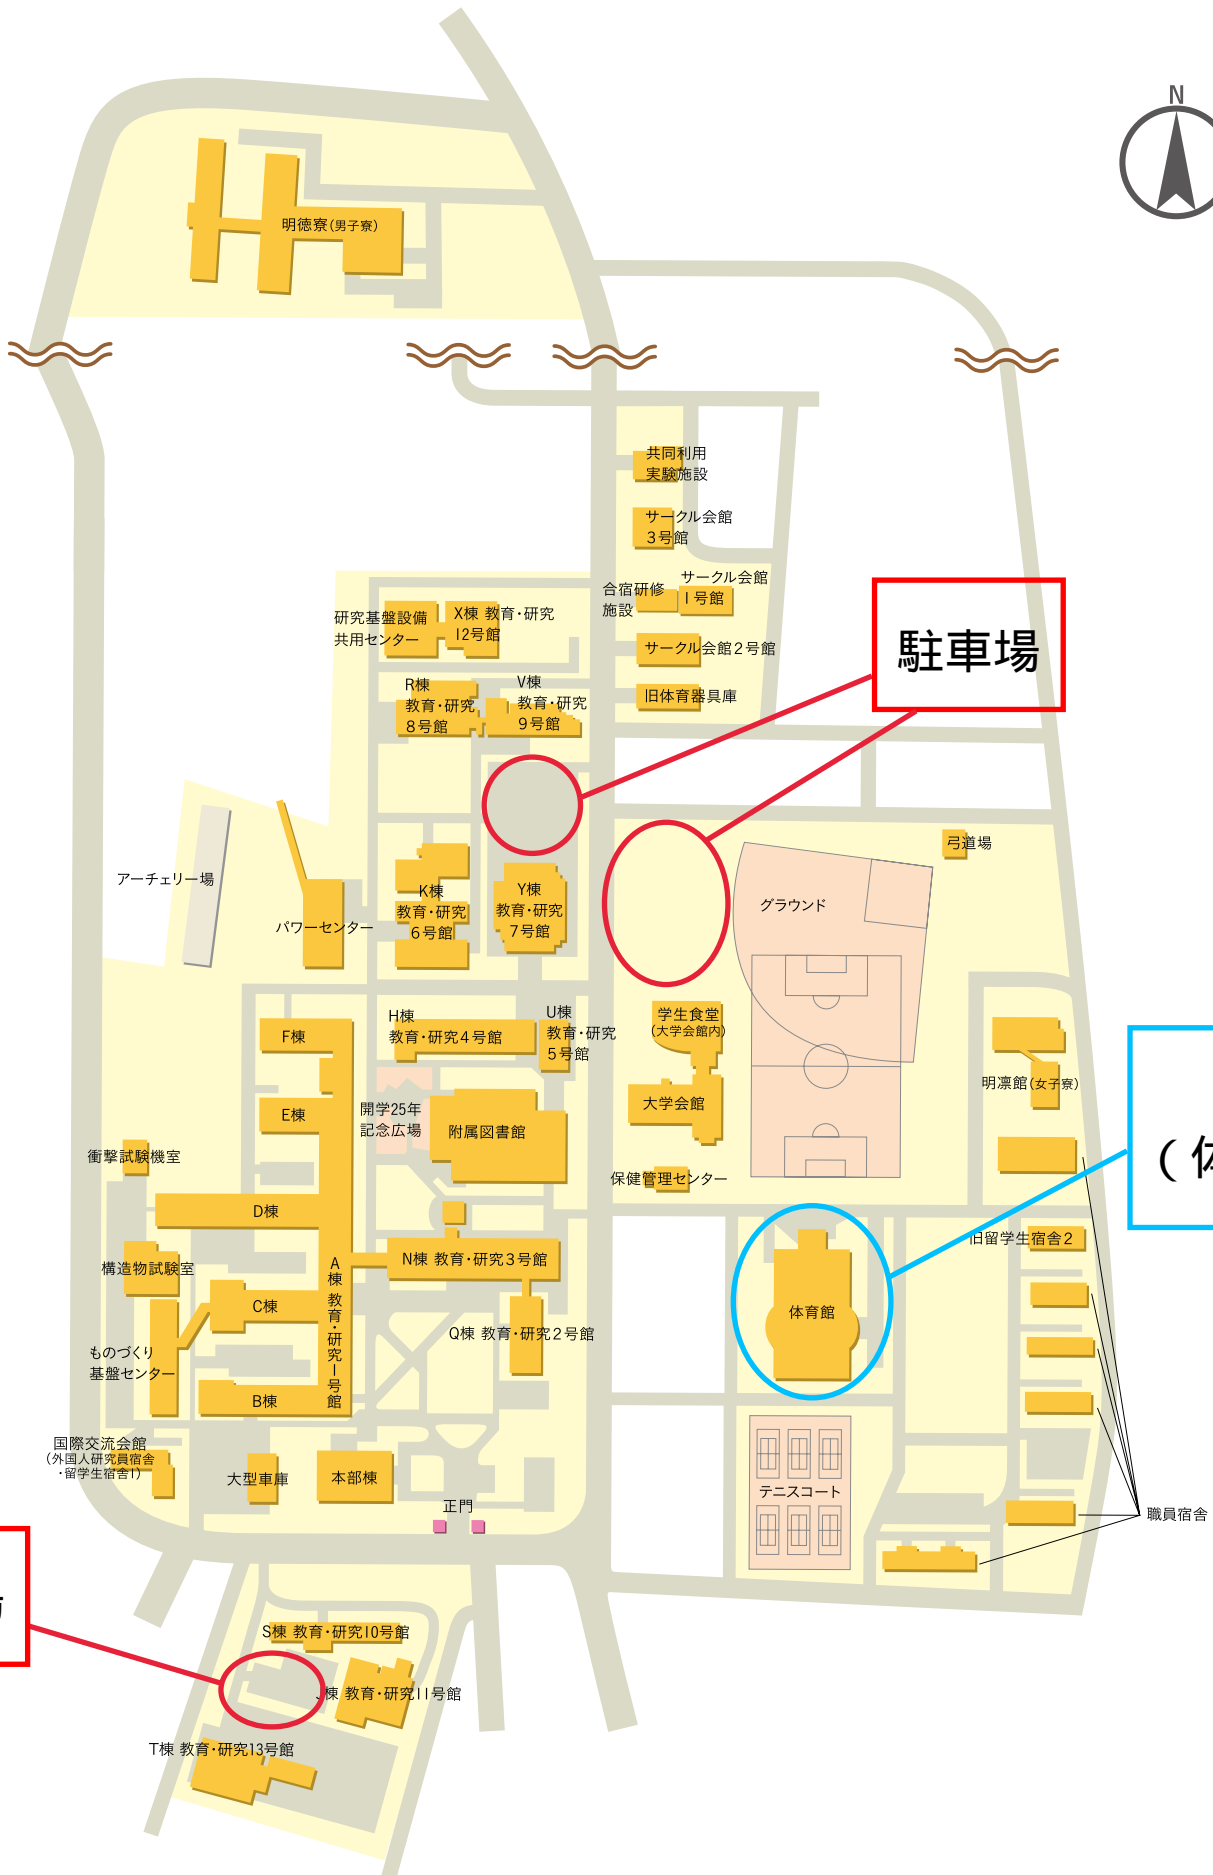 N
明徳寮(男子寮)
共同利用
実験施設
サークル会館
3号館
サークル会館
1号館
合宿研修
施設
研究基盤設備
共用センター
X棟 教育・研究
12号館
サークル会館2号館
駐車場
R棟
教育・研究
8号館
V棟
教育・研究
9号館
旧体育器具庫
弓道場
アーチェリー場
グラウンド
K棟
教育・研究
6号館
Y棟
教育・研究
7号館
パワーセンター
H棟
教育・研究4号館
U棟
教育・研究
5号館
学生食堂
(大学会館内)
F棟
明凛館(女子寮)
大学会館
E棟
開学25年
記念広場
附属図書館
衝撃試験機室
保健管理センター
(体
D棟
旧留学生宿舎2
N棟 教育・研究3号館
構造物試験室
A棟 教育・研究1号館
C棟
体育館
Q棟 教育・研究2号館
ものづくり
基盤センター
B棟
国際交流会館
(外国人研究員宿舎
・留学生宿舎1)
大型車庫
本部棟
テニスコート
正門
職員宿舎
S棟 教育・研究10号館
J棟 教育・研究11号館
T棟 教育・研究13号館